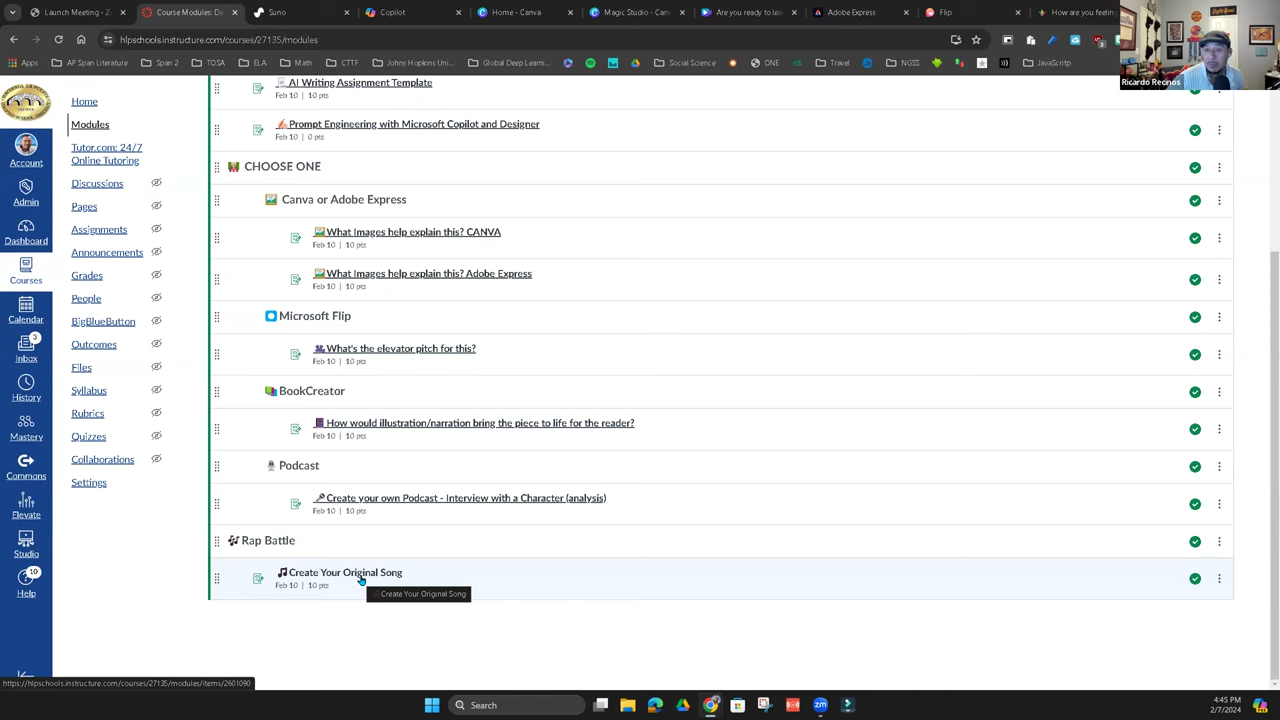 Launch Meeting - Z
Course Modules: D
Suno
Copilot
Home - Canva
Magic Studio - Can
Are you ready to le
Adobe Express
Flip
How are you feeling
hlpschools.instructure.com/courses/27135/modules
Apps
AP Span Literature
Span 2
TOSA
ELA
Math
CTTF
Johns Hopkins Uni...
Global Deep Learni...
Social Science
ONE
Travel
NGSS
JavaScritp
Ricardo Recinos
Account
Admin
Dashboard
Courses
Calendar
3
Inbox
History
Mastery
Commons
Elevate
Studio
10
Help
Home
Modules
Tutor.com: 24/7
Online Tutoring
Discussions
Pages
Assignments
Announcements
Grades
People
BigBlueButton
Outcomes
Files
Syllabus
Rubrics
Quizzes
Collaborations
Settings
AI Writing Assignment Template
Feb 10 | 10 pts
Prompt Engineering with Microsoft Copilot and Designer
Feb 10 | 0 pts
CHOOSE ONE
Canva or Adobe Express
What Images help explain this? CANVA
Feb 10 | 10 pts
What Images help explain this? Adobe Express
Feb 10 | 10 pts
Microsoft Flip
What's the elevator pitch for this?
Feb 10 | 10 pts
BookCreator
How would illustration/narration bring the piece to life for the reader?
Feb 10 | 10 pts
Podcast
Create your own Podcast - Interview with a Character (analysis)
Feb 10 | 10 pts
Rap Battle
Create Your Original Song
Feb 10 | 10 pts
Create Your Original Song
https://hlpschools.instructure.com/courses/27135/modules/items/2601090
Search
4:45 PM
2/7/2024